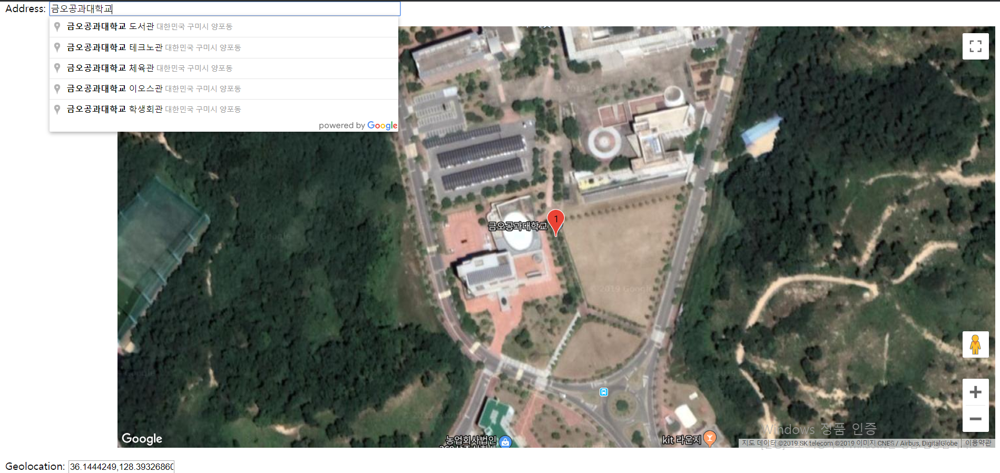 Address: 금오공과대학교
금오공과대학교 도서관 대한민국 구미시 양포동
금오공과대학교 테크노관 대한민국 구미시 양포동
금오공과대학교 체육관 대한민국 구미시 양포동
금오공과대학교 이오스관 대한민국 구미시 양포동
금오공과대학교 학생회관 대한민국 구미시 양포동
powered by Google
1
금오공과대학교
© 2019 Google
농업회사법인
kit 라운지
Windows 정품 인증
Google
지도 데이터 ©2019 SK telecom ©2019 이미지 CNES / Airbus, DigitalGlobe
이용약관
Geolocation: 36.1444249,128.3932686